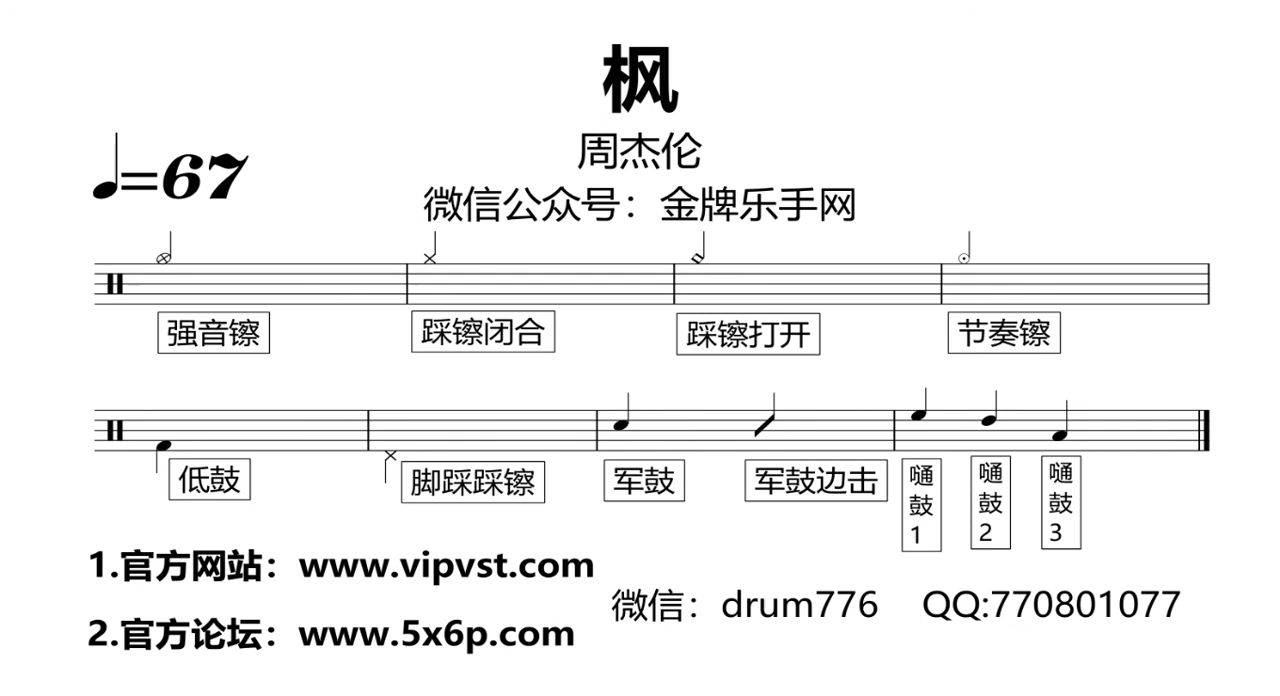 枫
周杰伦
♩=67
微信公众号：金牌乐手网
强音镲 踩镲闭合 踩镲打开 节奏镲
低鼓 脚踩踩镲 军鼓 军鼓边击 嗵鼓1 嗵鼓2 嗵鼓3
1.官方网站：www.vipvst.com
微信：drum776 QQ:770801077
2.官方论坛：www.5x6p.com